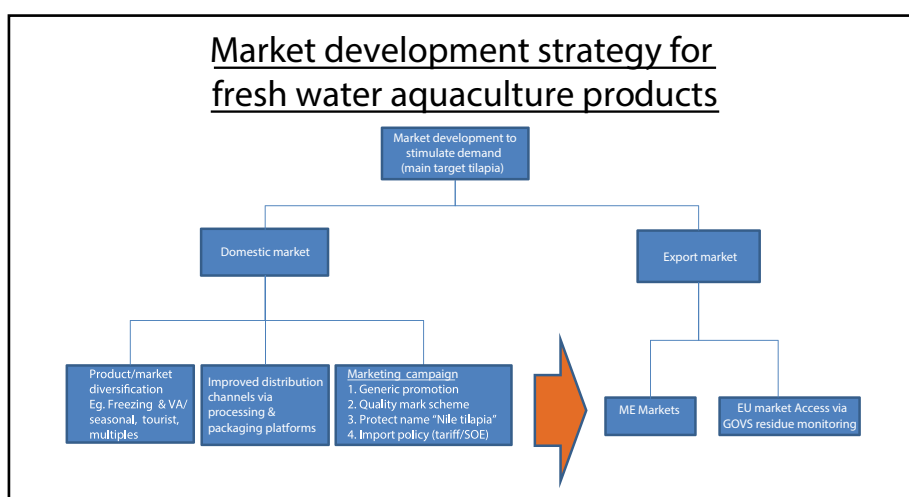 Market development strategy for
fresh water aquaculture products
Market development to
stimulate demand
(main target tilapia)
Domestic market
Export market
Product/market
diversification
Eg. Freezing & VA/
seasonal, tourist,
multiples
Improved distribution
channels via
processing &
packaging platforms
Marketing campaign
1. Generic promotion
2. Quality mark scheme
3. Protect name “Nile tilapia”
4. Import policy (tariff/SOE)
ME Markets
EU market Access via
GOVS residue monitoring